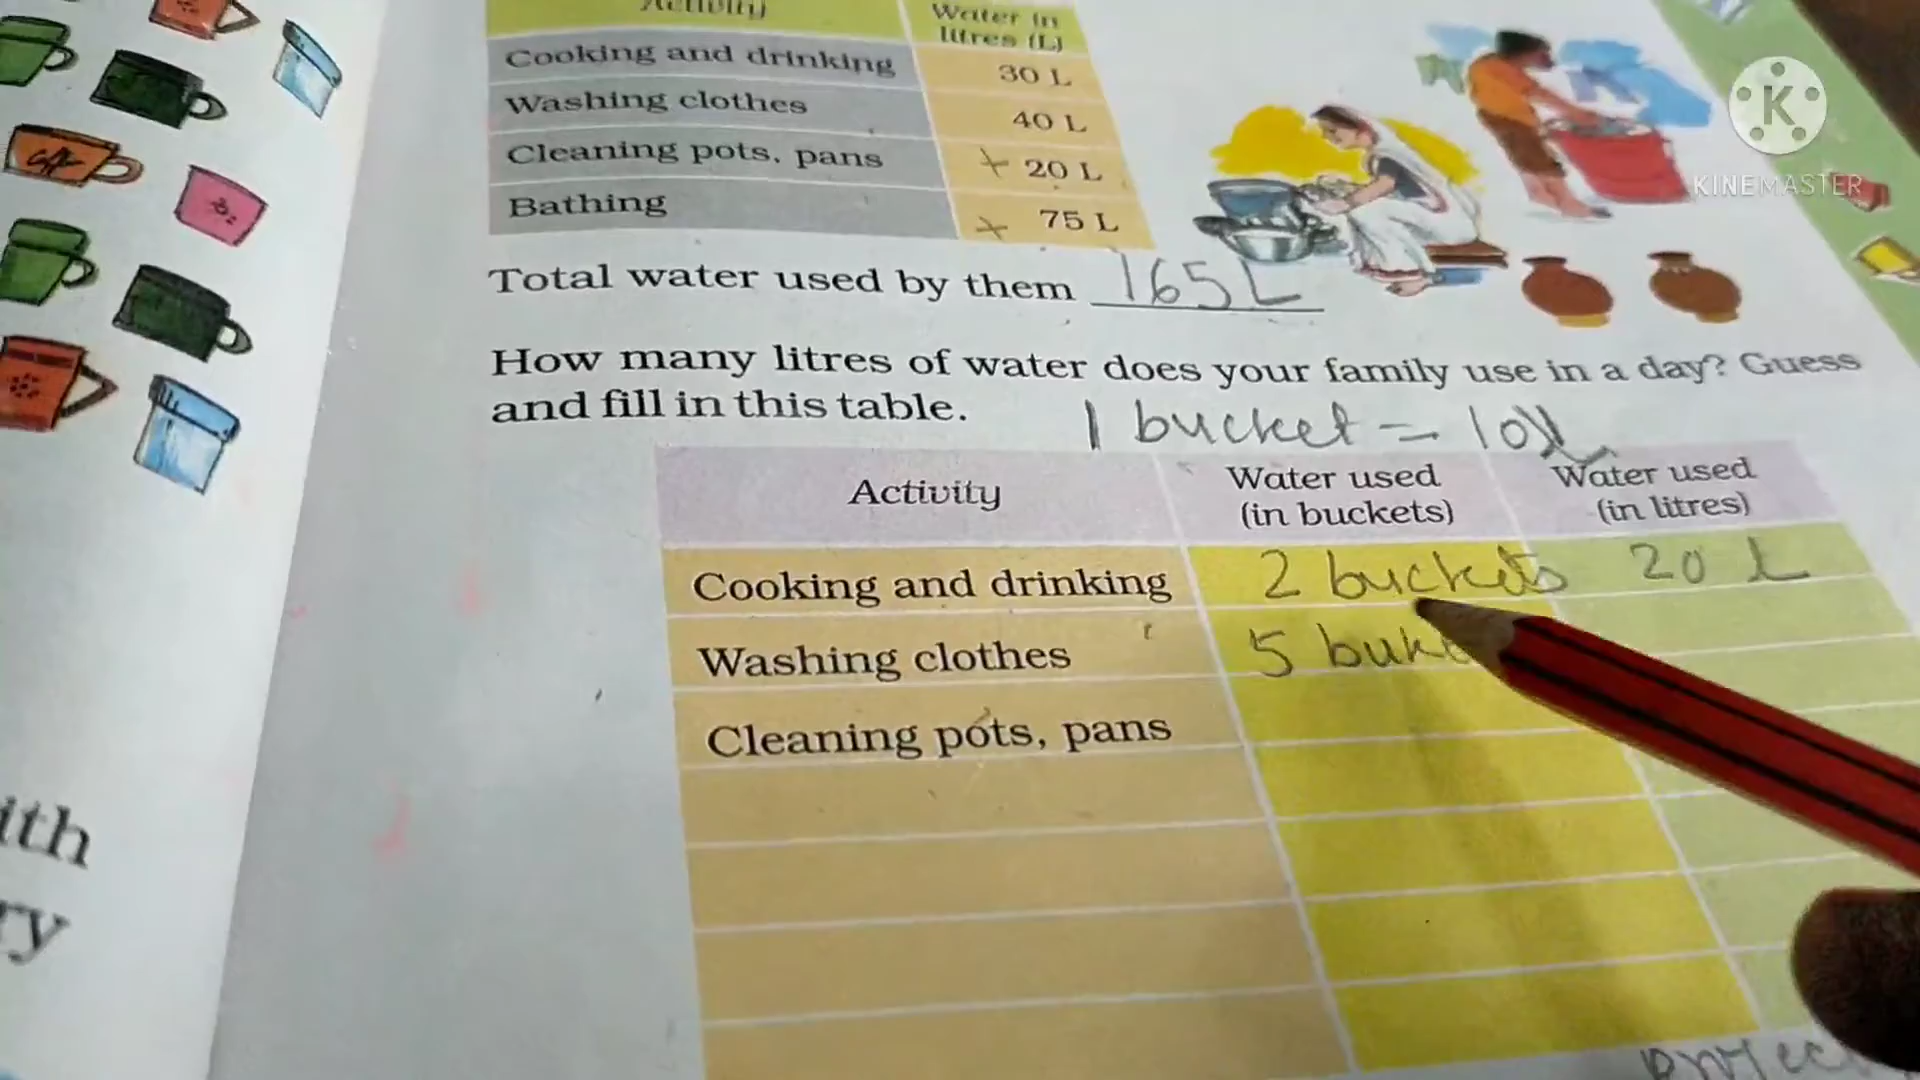 Activity Water in
litres (L)
Cooking and drinking 30 L
Washing clothes 40 L
Cleaning pots, pans + 20 L
Bathing + 75 L
Total water used by them 165 L
How many litres of water does your family use in a day? Guess
and fill in this table.
1 bucket = 10L
Activity Water used Water used
(in buckets) (in litres)
Cooking and drinking 2 buckets 20 L
Washing clothes 5
Cleaning pots, pans
ith
ry
K
KINEMASTER